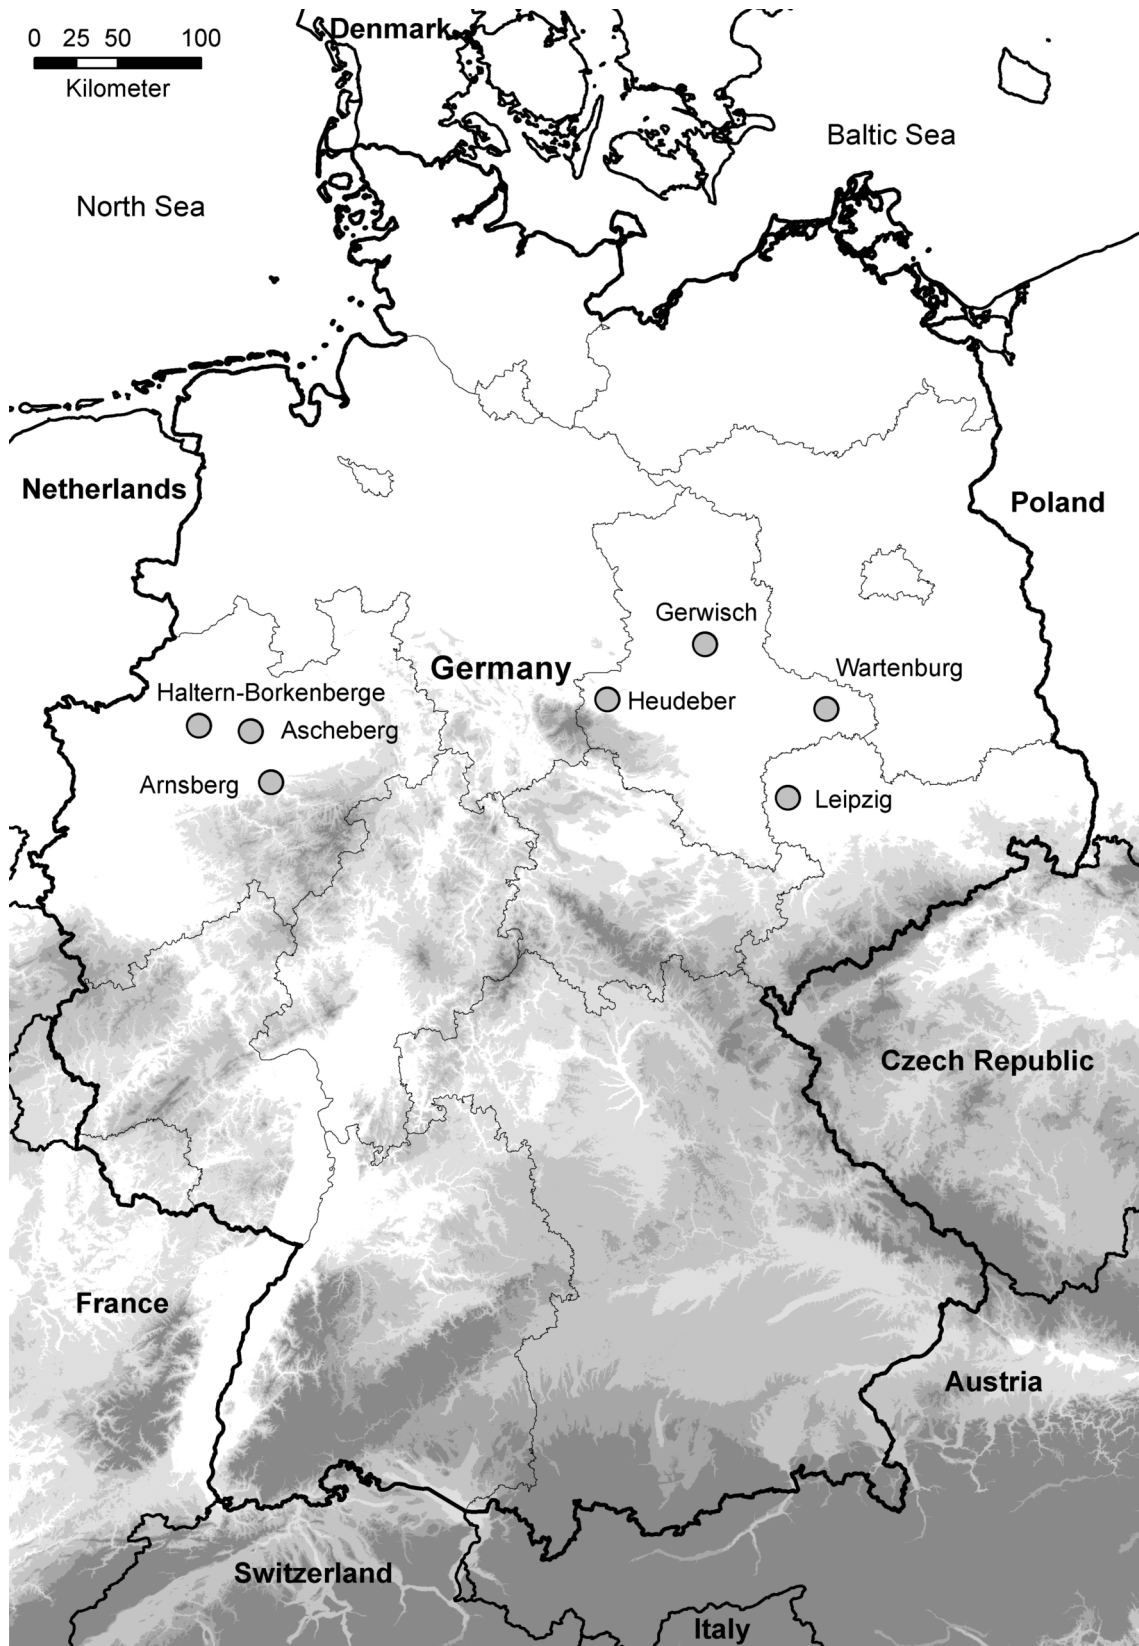 Denmark
0 25 50 100
Kilometer
Baltic Sea
North Sea
Netherlands
Poland
Gerwisch
Germany
Wartenburg
Haltern-Borkenberge
Heudeber
Ascheberg
Arnsberg
Leipzig
Czech Republic
France
Austria
Switzerland
Italy